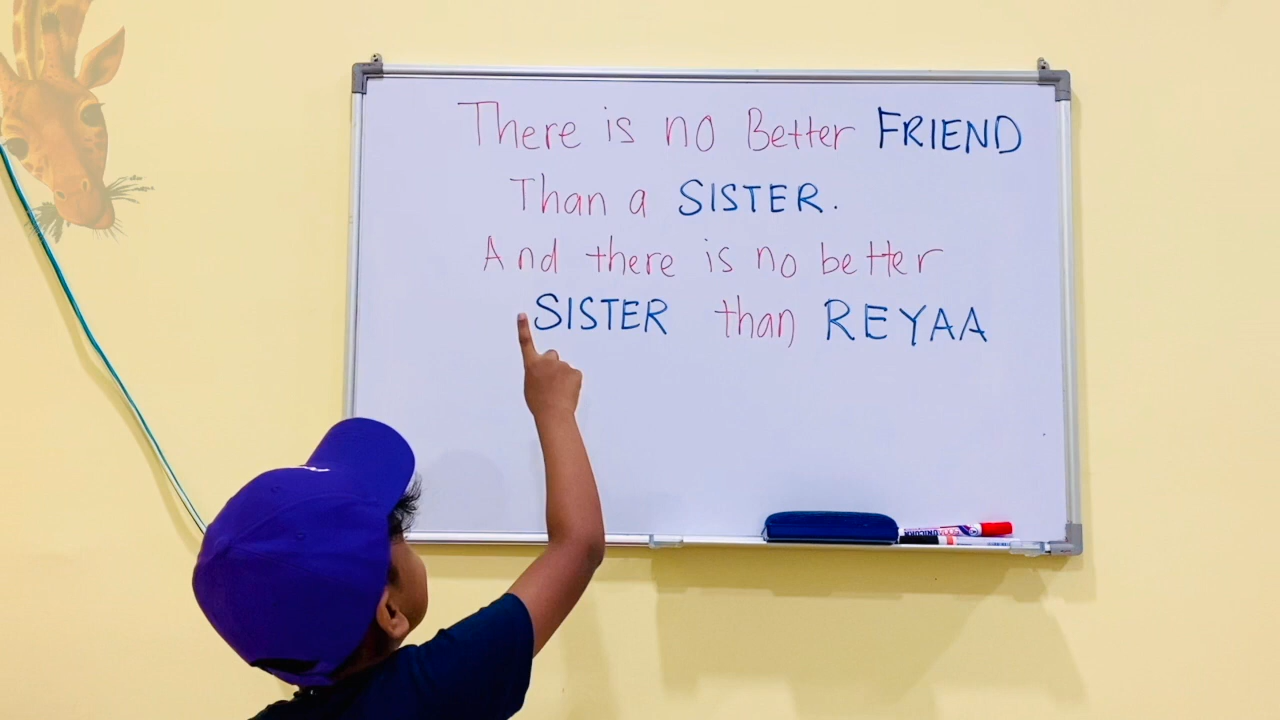 There is no Better FRIEND
Than a SISTER.
And there is no better
SISTER than REYAA